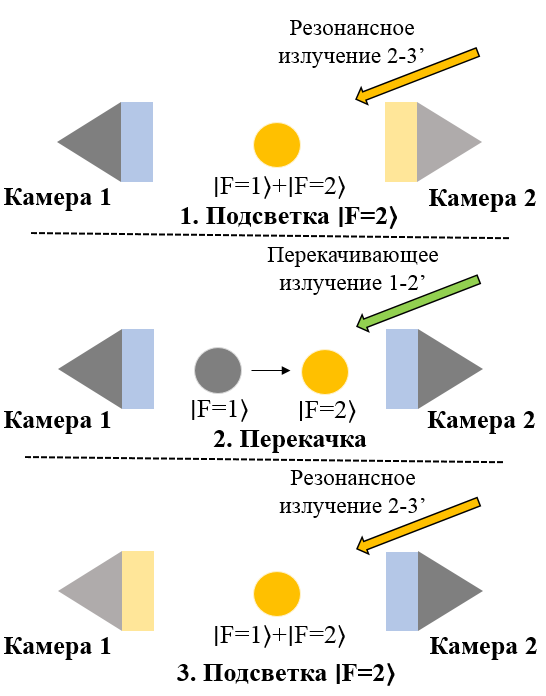 Резонансное
излучение 2-3’
|F=1⟩+|F=2⟩
Камера 1
Камера 2
1. Подсветка |F=2⟩
Перекачивающее
излучение 1-2’
|F=1⟩
|F=2⟩
Камера 1
Камера 2
2. Перекачка
Резонансное
излучение 2-3’
|F=1⟩+|F=2⟩
Камера 1
Камера 2
3. Подсветка |F=2⟩